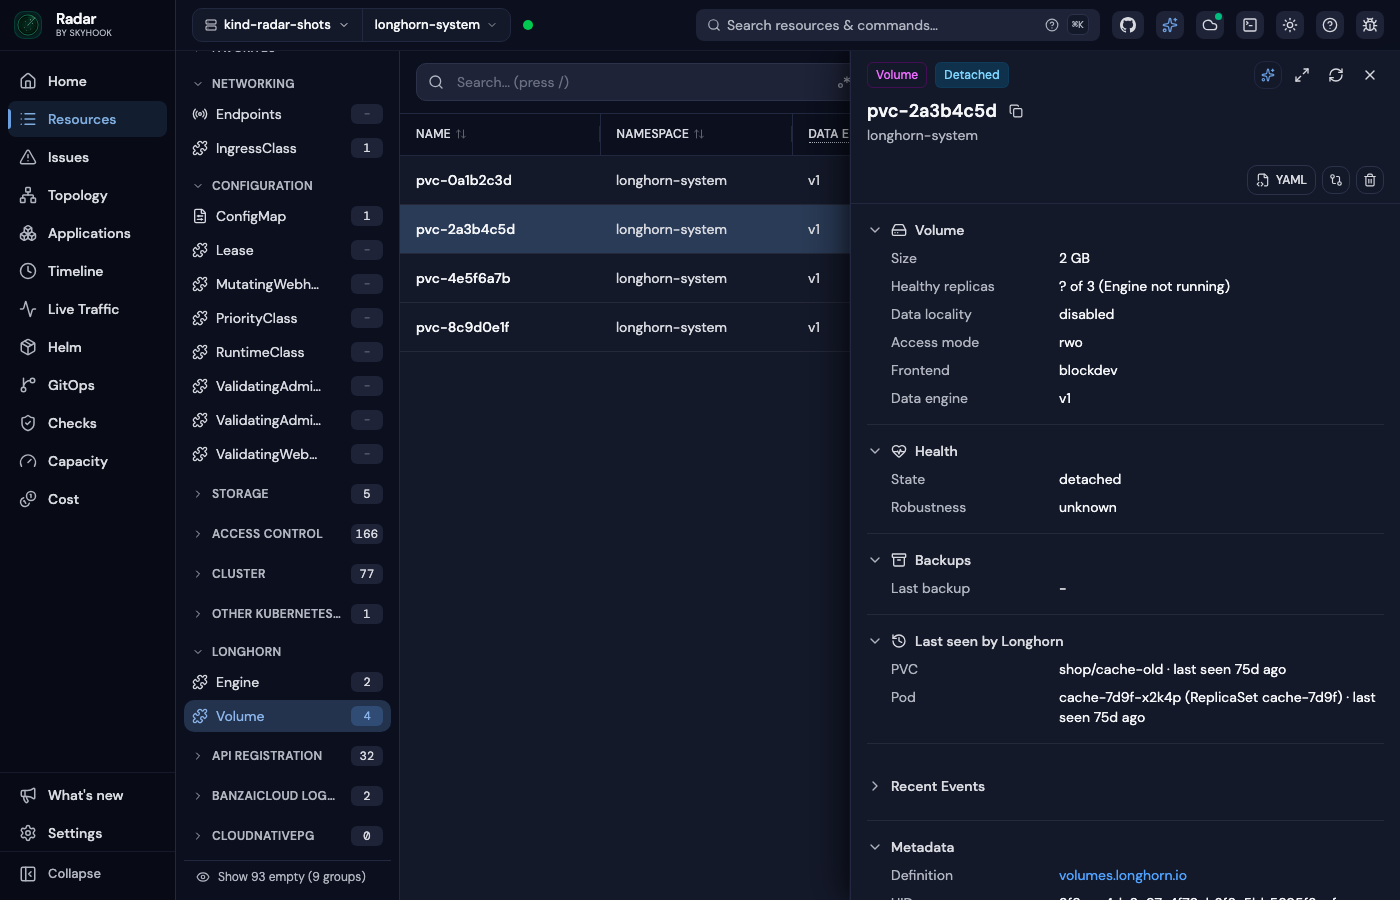 Radar
BY SKYHOOK
kind-radar-shots
longhorn-system
Search resources & commands...
⌘K
Home
Resources
Issues
Topology
Applications
Timeline
Live Traffic
Helm
GitOps
Checks
Capacity
Cost
What's new
Settings
Collapse
NETWORKING
Endpoints –
IngressClass 1
CONFIGURATION
ConfigMap 1
Lease –
MutatingWebh... –
PriorityClass –
RuntimeClass –
ValidatingAdmi... –
ValidatingAdmi... –
ValidatingWeb... –
STORAGE 5
ACCESS CONTROL 166
CLUSTER 77
OTHER KUBERNETES... 1
LONGHORN
Engine 2
Volume 4
API REGISTRATION 32
BANZAICLOUD LOG... 2
CLOUDNATIVEPG 0
Show 93 empty (9 groups)
Search... (press /)
.*
NAME NAMESPACE DATA E
pvc-0a1b2c3d longhorn-system v1
pvc-2a3b4c5d longhorn-system v1
pvc-4e5f6a7b longhorn-system v1
pvc-8c9d0e1f longhorn-system v1
Volume Detached
pvc-2a3b4c5d
longhorn-system
YAML
Volume
Size 2 GB
Healthy replicas ? of 3 (Engine not running)
Data locality disabled
Access mode rwo
Frontend blockdev
Data engine v1
Health
State detached
Robustness unknown
Backups
Last backup –
Last seen by Longhorn
PVC shop/cache-old · last seen 75d ago
Pod cache-7d9f-x2k4p (ReplicaSet cache-7d9f) · last
seen 75d ago
Recent Events
Metadata
Definition volumes.longhorn.io